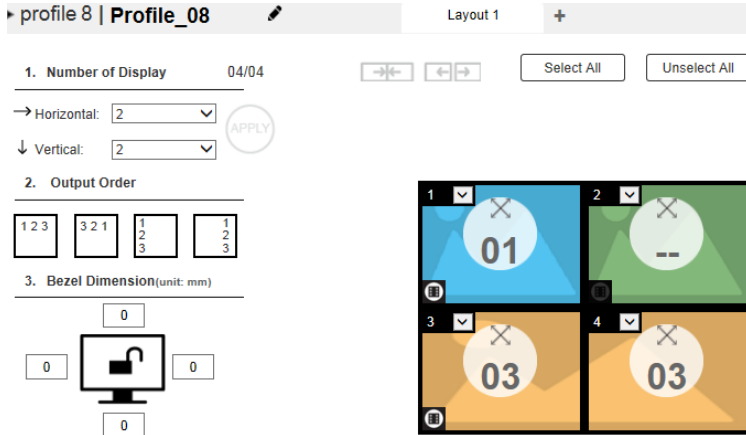 profile 8 | Profile_08
Layout 1 +
1. Number of Display 04/04
Select All
Unselect All
Horizontal: 2
APPLY
Vertical: 2
2. Output Order
1 2 3
3 2 1
1
2
3
1
2
3
3. Bezel Dimension(unit: mm)
0
0
0
0
1
01
2
--
3
03
4
03